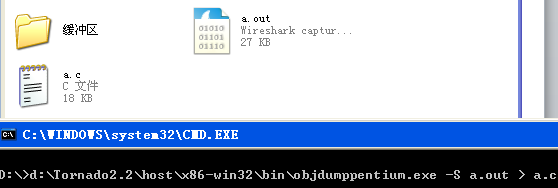 缓冲区
a.out
Wireshark captur...
27 KB
a.c
C 文件
18 KB
C:\WINDOWS\system32\CMD.EXE
D:\>d:\Tornado2.2\host\x86-win32\bin\objdumppentium.exe -S a.out > a.c